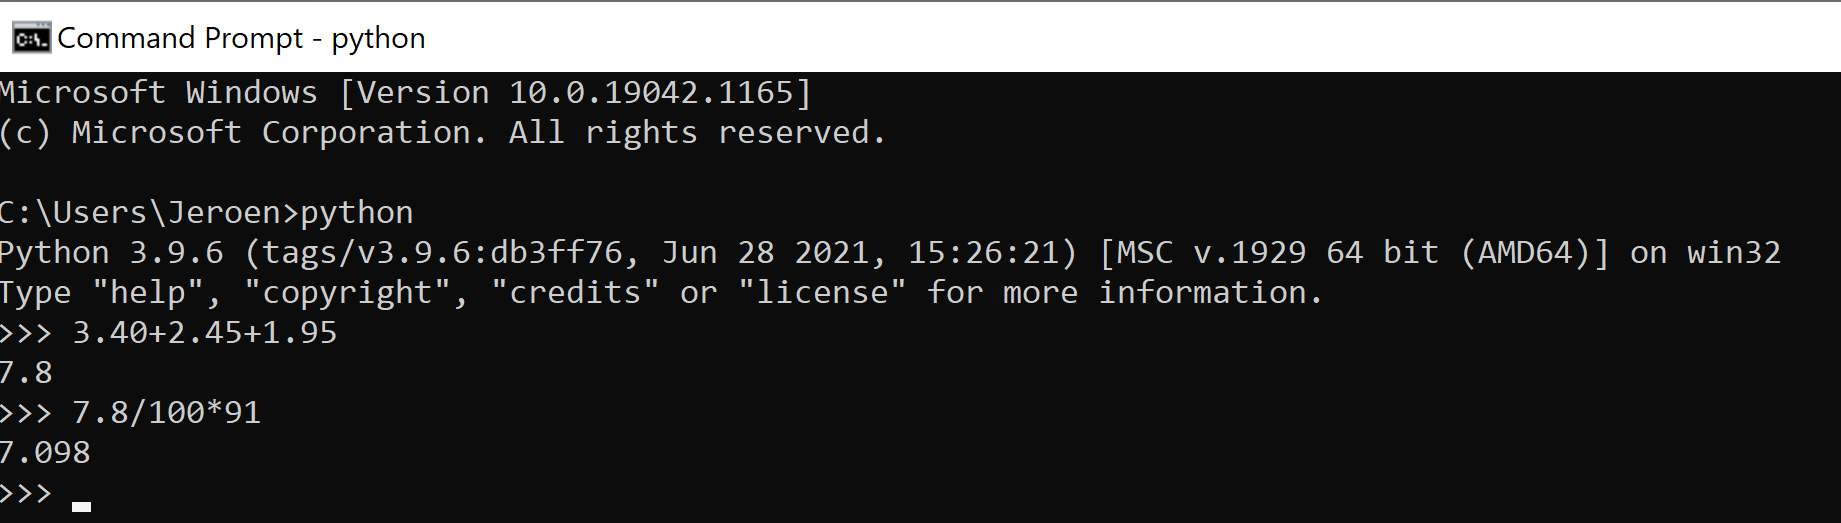 Command Prompt - python
Microsoft Windows [Version 10.0.19042.1165]
(c) Microsoft Corporation. All rights reserved.
C:\Users\Jeroen>python
Python 3.9.6 (tags/v3.9.6:db3ff76, Jun 28 2021, 15:26:21) [MSC v.1929 64 bit (AMD64)] on win32
Type "help", "copyright", "credits" or "license" for more information.
>>> 3.40+2.45+1.95
7.8
>>> 7.8/100*91
7.098
>>>